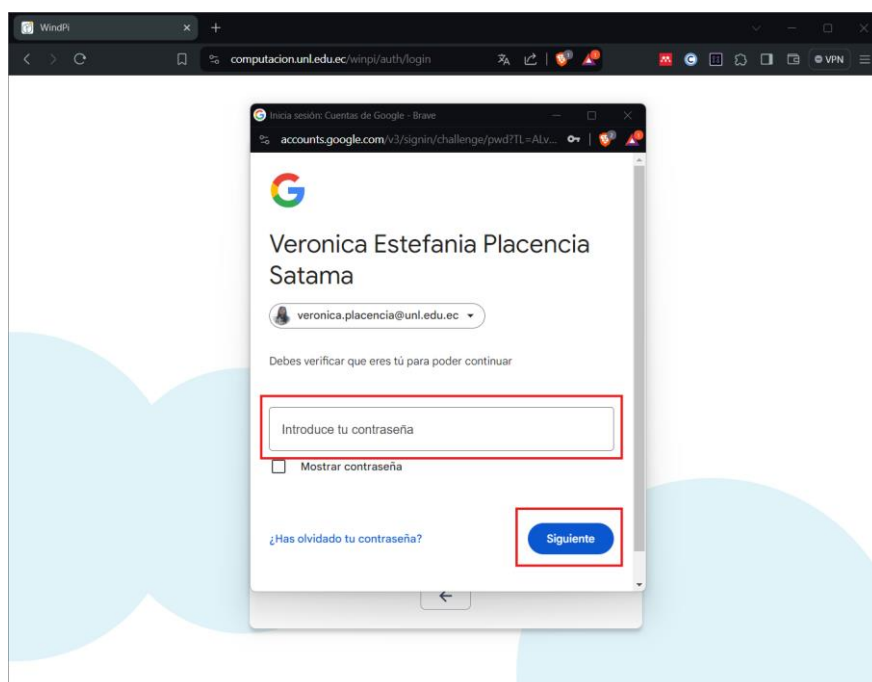 WindPi
computacion.unl.edu.ec/winpi/auth/login
VPN
Inicia sesión: Cuentas de Google - Brave
accounts.google.com/v3/signin/challenge/pwd?TL=ALv...
Veronica Estefania Placencia
Satama
veronica.placencia@unl.edu.ec
Debes verificar que eres tú para poder continuar
Introduce tu contraseña
Mostrar contraseña
¿Has olvidado tu contraseña?
Siguiente